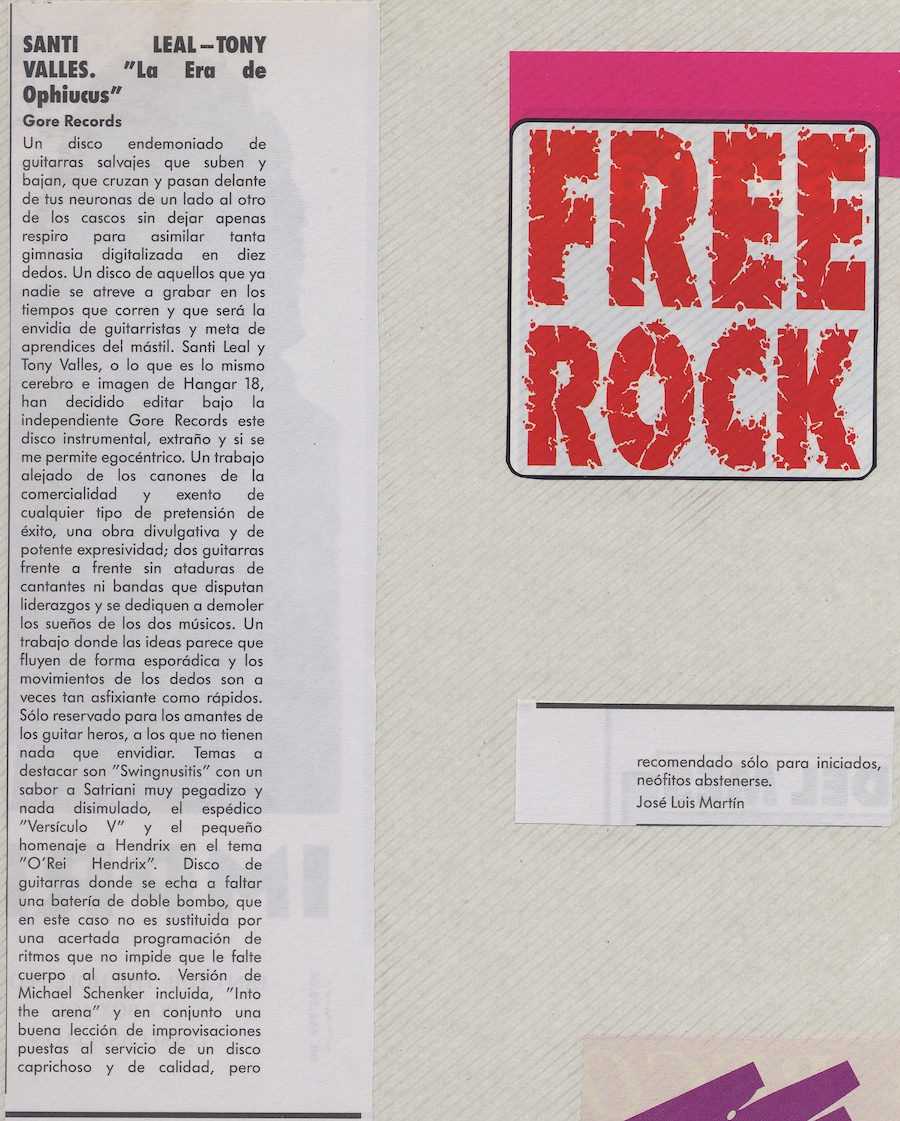 SANTI LEAL–TONY
VALLES. "La Era de
Ophiucus"
Gore Records
Un disco endemoniado de
guitarras salvajes que suben y
bajan, que cruzan y pasan delante
de tus neuronas de un lado al otro
de los cascos sin dejar apenas
respiro para asimilar tanta
gimnasia digitalizada en diez
dedos. Un disco de aquellos que ya
nadie se atreve a grabar en los
tiempos que corren y que será la
envidia de guitarristas y meta de
aprendices del mástil. Santi Leal y
Tony Valles, o lo que es lo mismo
cerebro e imagen de Hangar 18,
han decidido editar bajo la
independiente Gore Records este
disco instrumental, extraño y si se
me permite egocéntrico. Un trabajo
alejado de los canones de la
comercialidad y exento de
cualquier tipo de pretensión de
éxito, una obra divulgativa y de
potente expresividad; dos guitarras
frente a frente sin ataduras de
cantantes ni bandas que disputan
liderazgos y se dediquen a demoler
los sueños de los dos músicos. Un
trabajo donde las ideas parece que
fluyen de forma esporádica y los
movimientos de los dedos son a
veces tan asfixiante como rápidos.
Sólo reservado para los amantes de
los guitar heros, a los que no tienen
nada que envidiar. Temas a
destacar son "Swingnusitis" con un
sabor a Satriani muy pegadizo y
nada disimulado, el espédico
"Versículo V" y el pequeño
homenaje a Hendrix en el tema
"O'Rei Hendrix". Disco de
guitarras donde se echa a faltar
una batería de doble bombo, que
en este caso no es sustituida por
una acertada programación de
ritmos que no impide que le falte
cuerpo al asunto. Versión de
Michael Schenker incluida, "Into
the arena" y en conjunto una
buena lección de improvisaciones
puestas al servicio de un disco
caprichoso y de calidad, pero
FREE
ROCK
recomendado sólo para iniciados,
neófitos abstenerse.
José Luis Martín